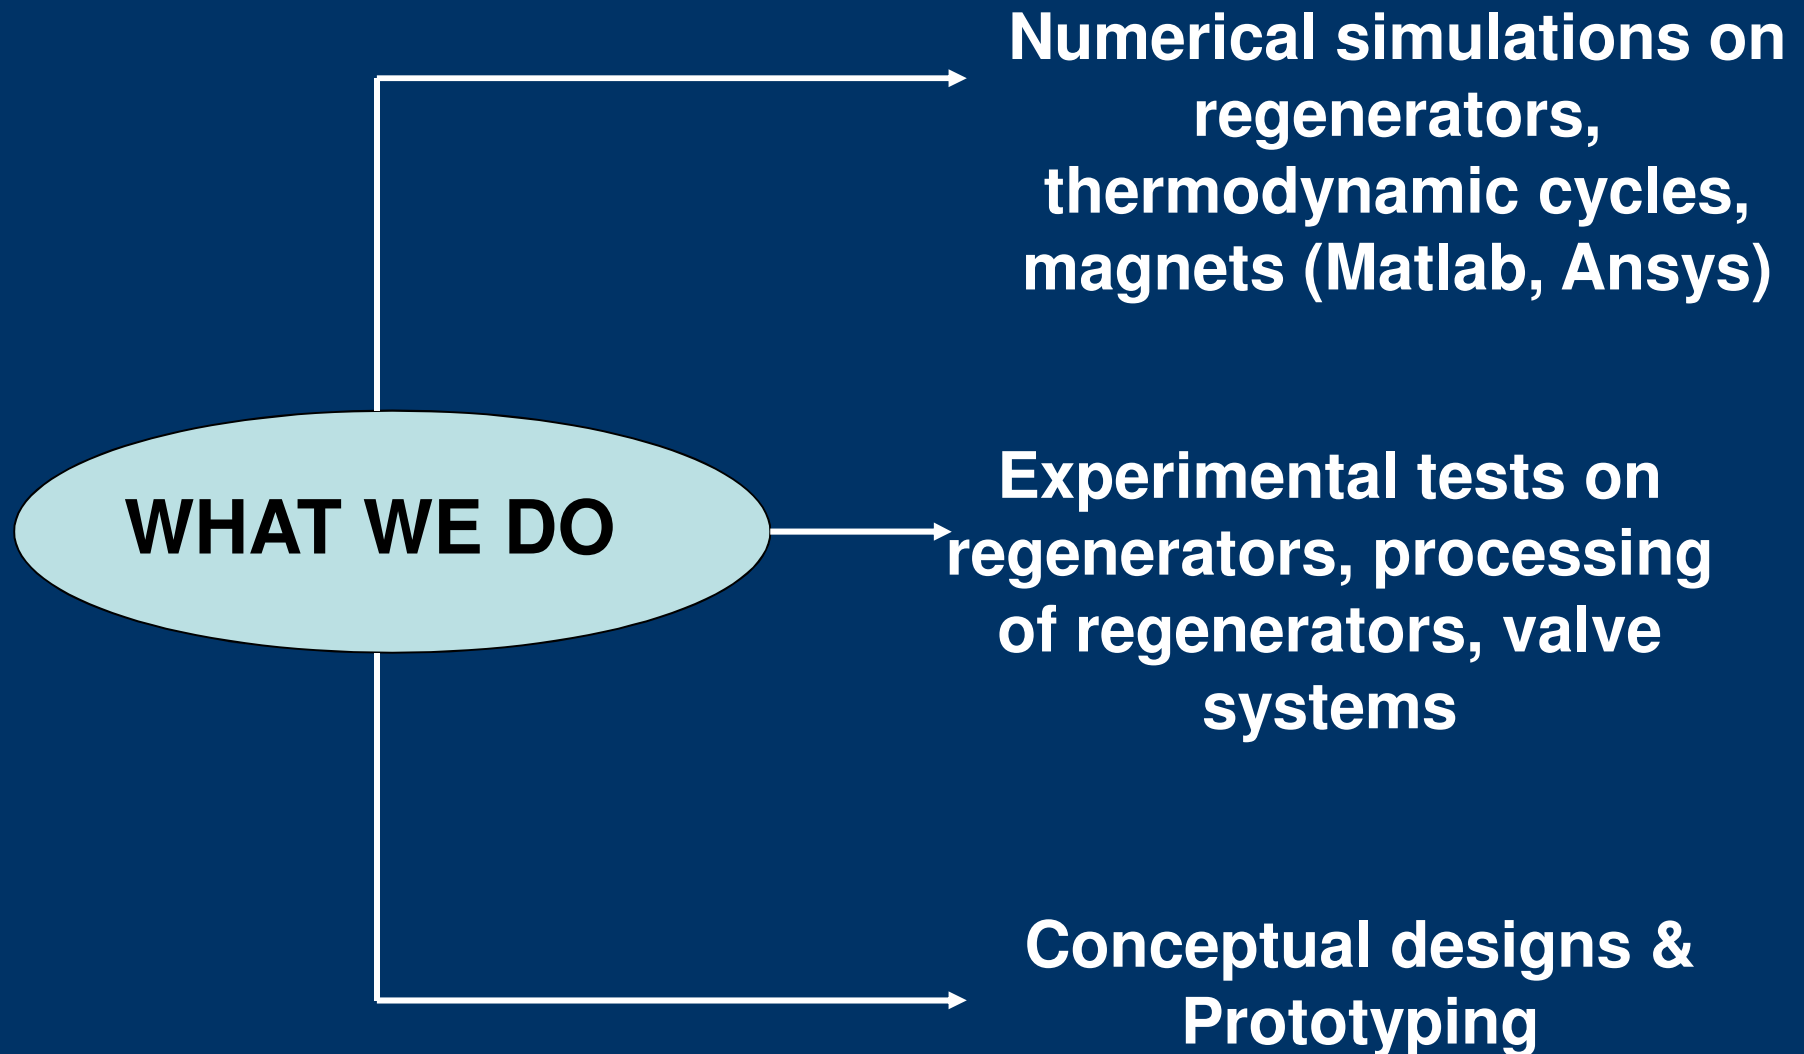 Numerical simulations on
regenerators,
thermodynamic cycles,
magnets (Matlab, Ansys)
WHAT WE DO
Experimental tests on
regenerators, processing
of regenerators, valve
systems
Conceptual designs &
Prototyping